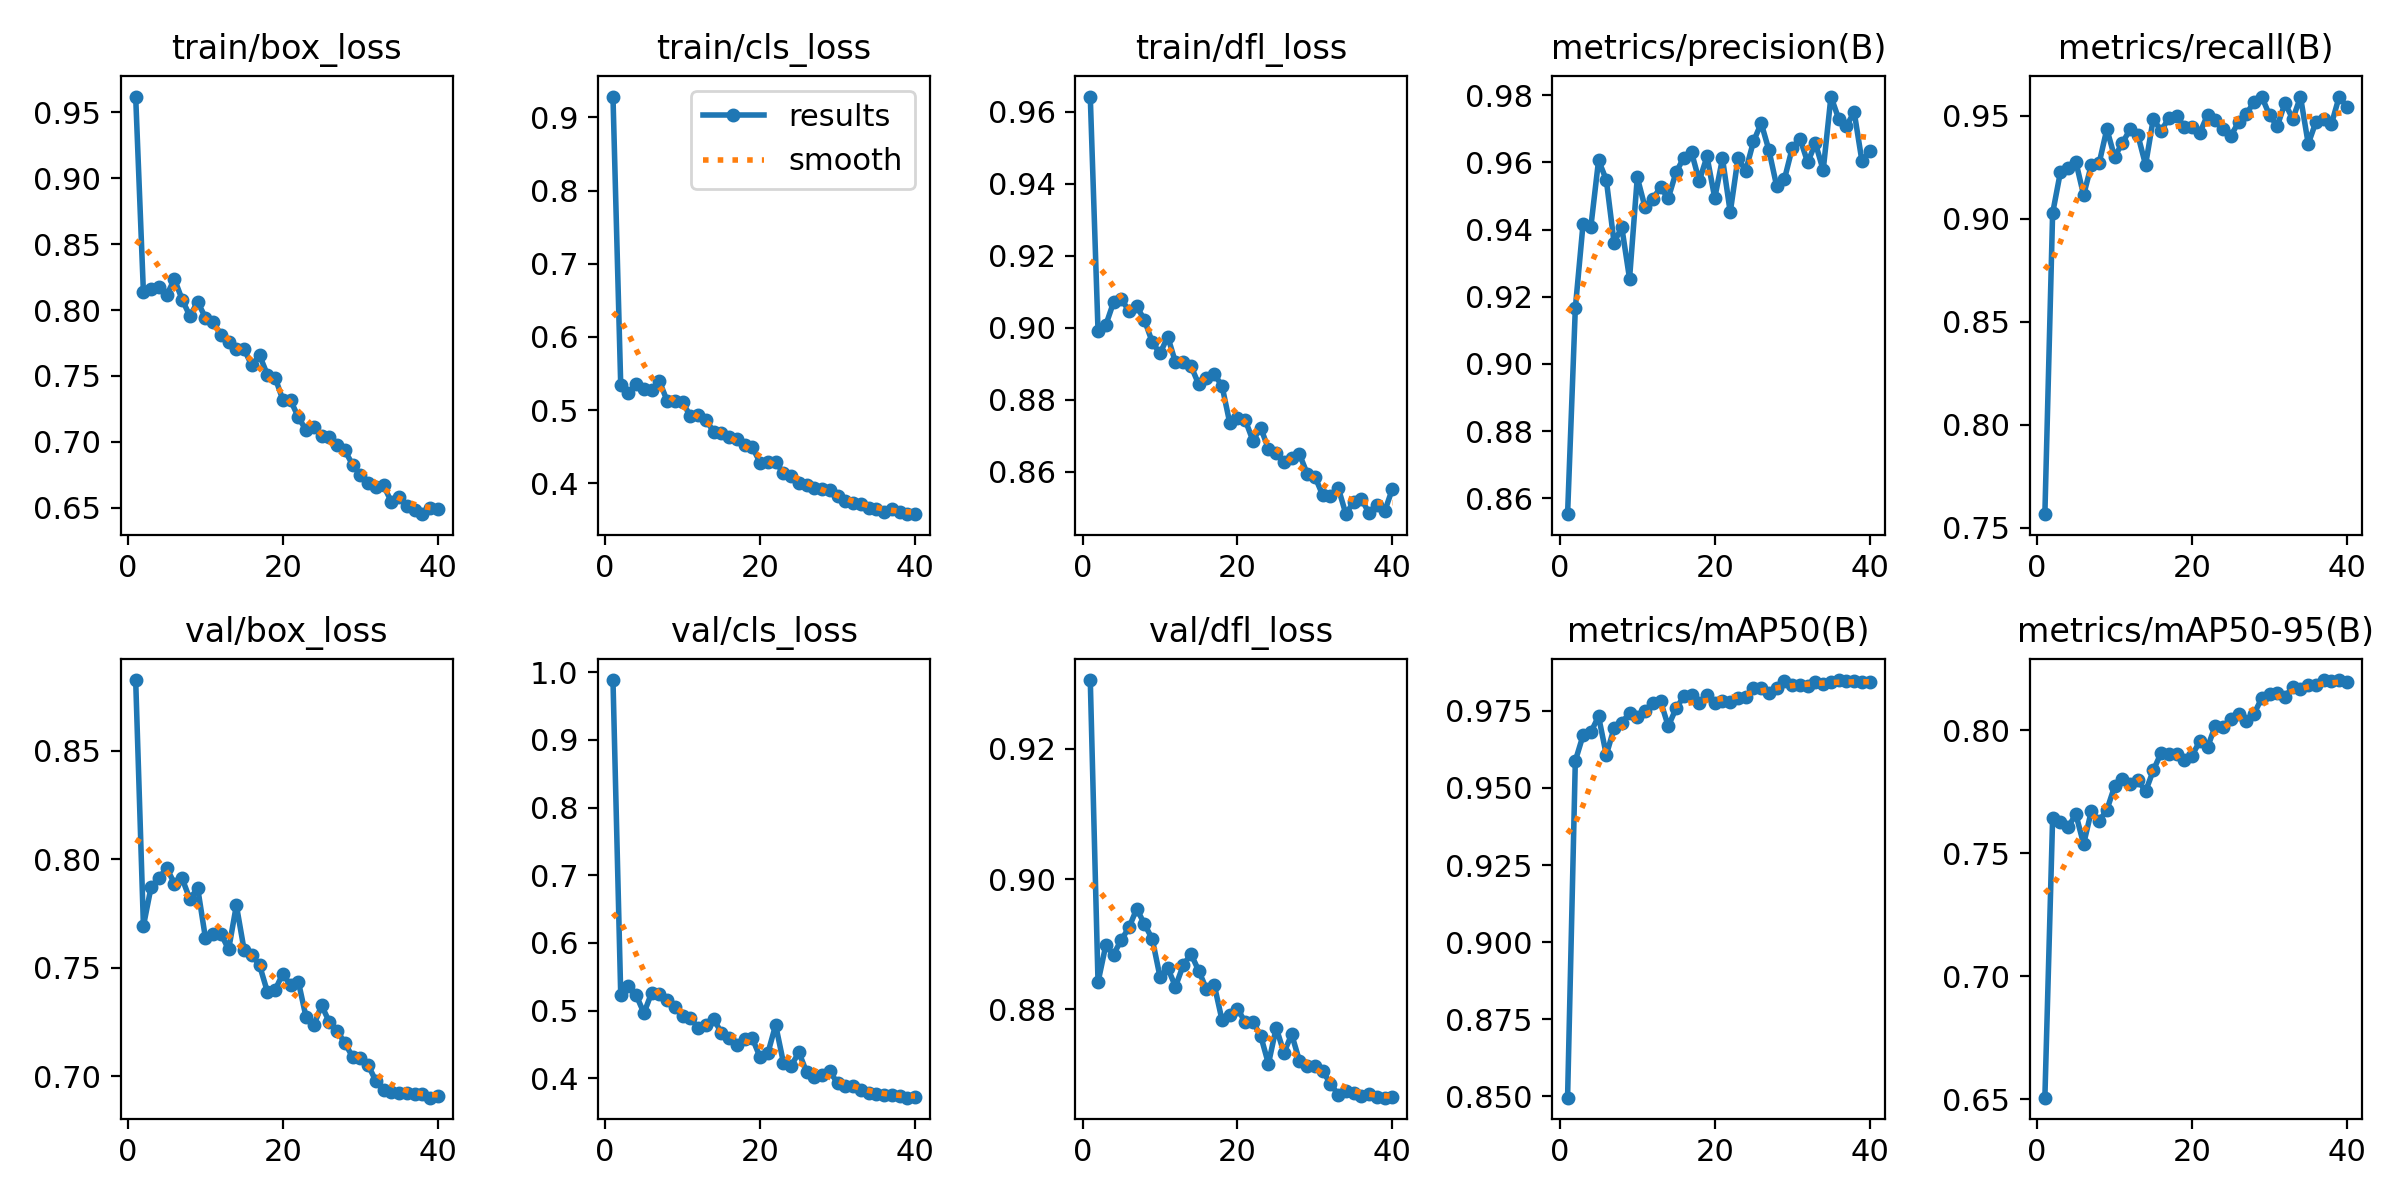 train/box_loss
0.95
0.90
0.85
0.80
0.75
0.70
0.65
0 20 40
train/cls_loss
results
smooth
0.9
0.8
0.7
0.6
0.5
0.4
0 20 40
train/dfl_loss
0.96
0.94
0.92
0.90
0.88
0.86
0 20 40
metrics/precision(B)
0.98
0.96
0.94
0.92
0.90
0.88
0.86
0 20 40
metrics/recall(B)
0.95
0.90
0.85
0.80
0.75
0 20 40
val/box_loss
0.85
0.80
0.75
0.70
0 20 40
val/cls_loss
1.0
0.9
0.8
0.7
0.6
0.5
0.4
0 20 40
val/dfl_loss
0.92
0.90
0.88
0 20 40
metrics/mAP50(B)
0.975
0.950
0.925
0.900
0.875
0.850
0 20 40
metrics/mAP50-95(B)
0.80
0.75
0.70
0.65
0 20 40